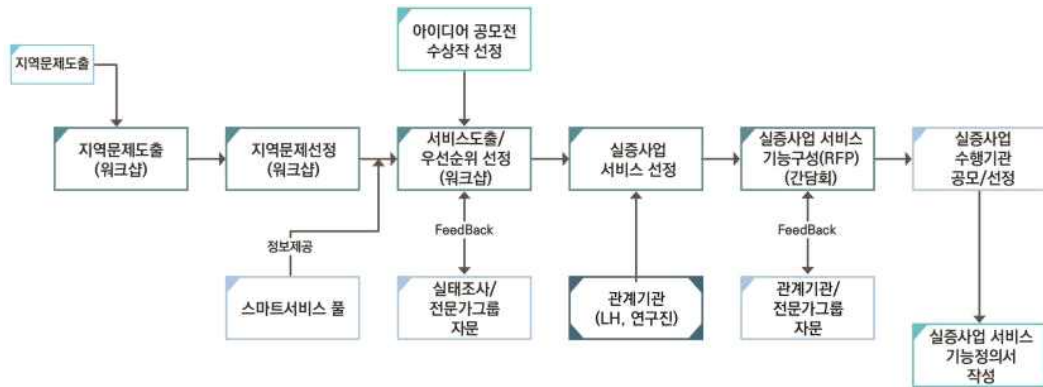 아이디어 공모전
수상작 선정
지역문제도출
지역문제도출
(워크샵)
지역문제선정
(워크샵)
서비스도출/
우선순위 선정
(워크샵)
실증사업
서비스 선정
실증사업 서비스
기능구성(RFP)
(간담회)
실증사업
수행기관
공모/선정
정보제공
FeedBack
FeedBack
스마트서비스 풀
실태조사/
전문가그룹
자문
관계기관
(LH, 연구진)
관계기관/
전문가그룹
자문
실증사업 서비스
기능정의서
작성